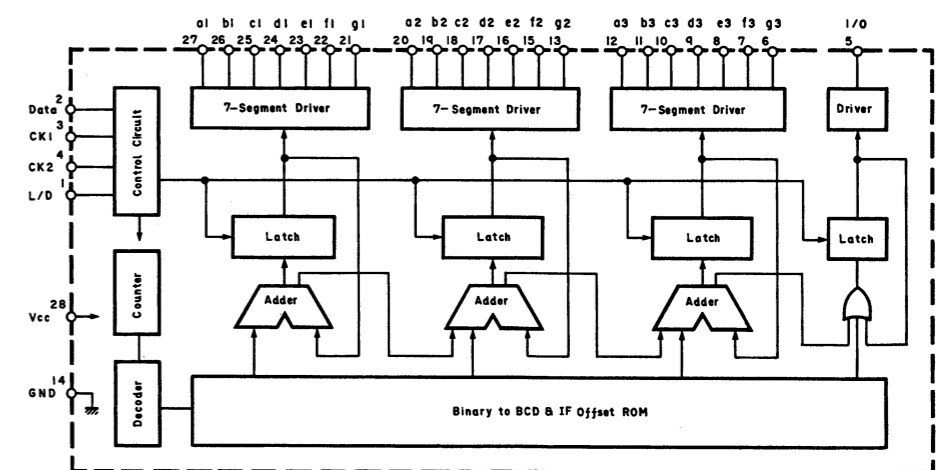 a1 b1 c1 d1 e1 f1 g1
27 26 25 24 23 22 21
a2 b2 c2 d2 e2 f2 g2
20 19 18 17 16 15 13
a3 b3 c3 d3 e3 f3 g3
12 11 10 9 8 7 6
1/0
5
7-Segment Driver
7-Segment Driver
7-Segment Driver
Driver
Data 2
CK1 3
CK2 4
L/D 1
Control Circuit
Latch
Latch
Latch
Latch
Counter
Vcc 28
Adder
Adder
Adder
GND 14
Decoder
Binary to BCD & IF Offset ROM